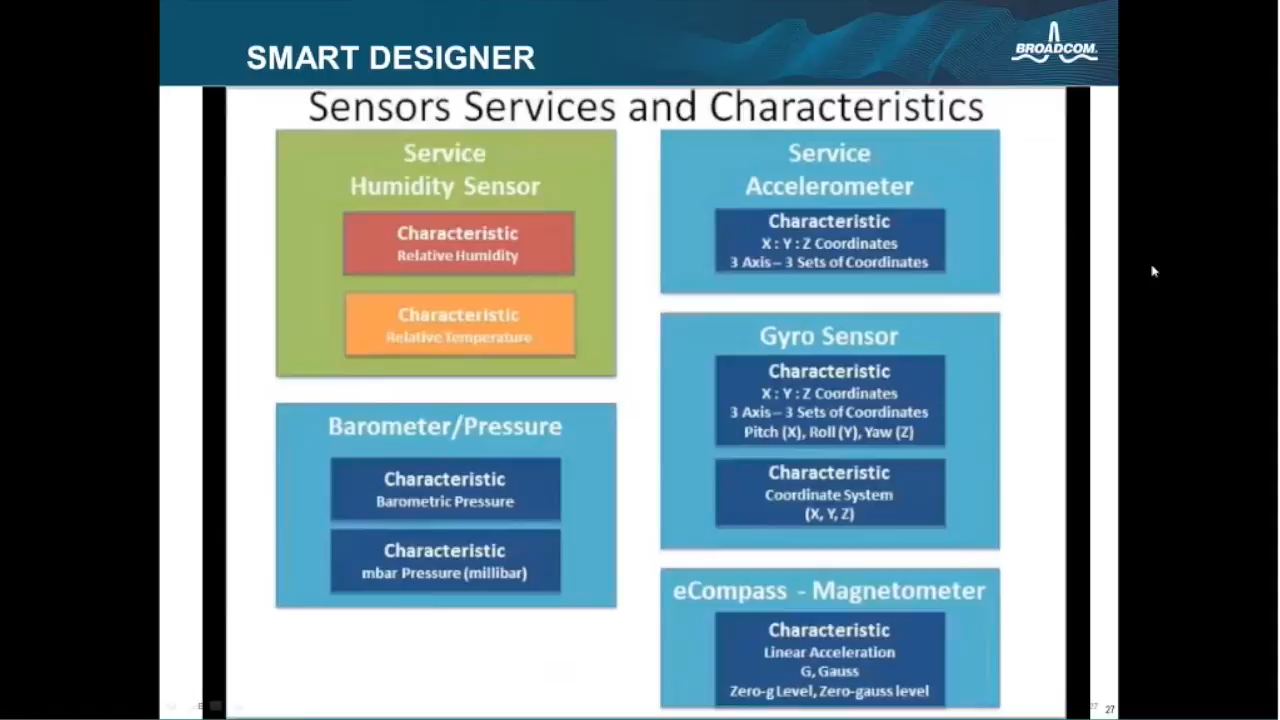 SMART DESIGNER
BROADCOM.
Sensors Services and Characteristics
Service
Humidity Sensor
Characteristic
Relative Humidity
Characteristic
Relative Temperature
Barometer/Pressure
Characteristic
Barometric Pressure
Characteristic
mbar Pressure (millibar)
Service
Accelerometer
Characteristic
X : Y : Z Coordinates
3 Axis – 3 Sets of Coordinates
Gyro Sensor
Characteristic
X : Y : Z Coordinates
3 Axis – 3 Sets of Coordinates
Pitch (X), Roll (Y), Yaw (Z)
Characteristic
Coordinate System
(X, Y, Z)
eCompass - Magnetometer
Characteristic
Linear Acceleration
G, Gauss
Zero-g Level, Zero-gauss level
27
27